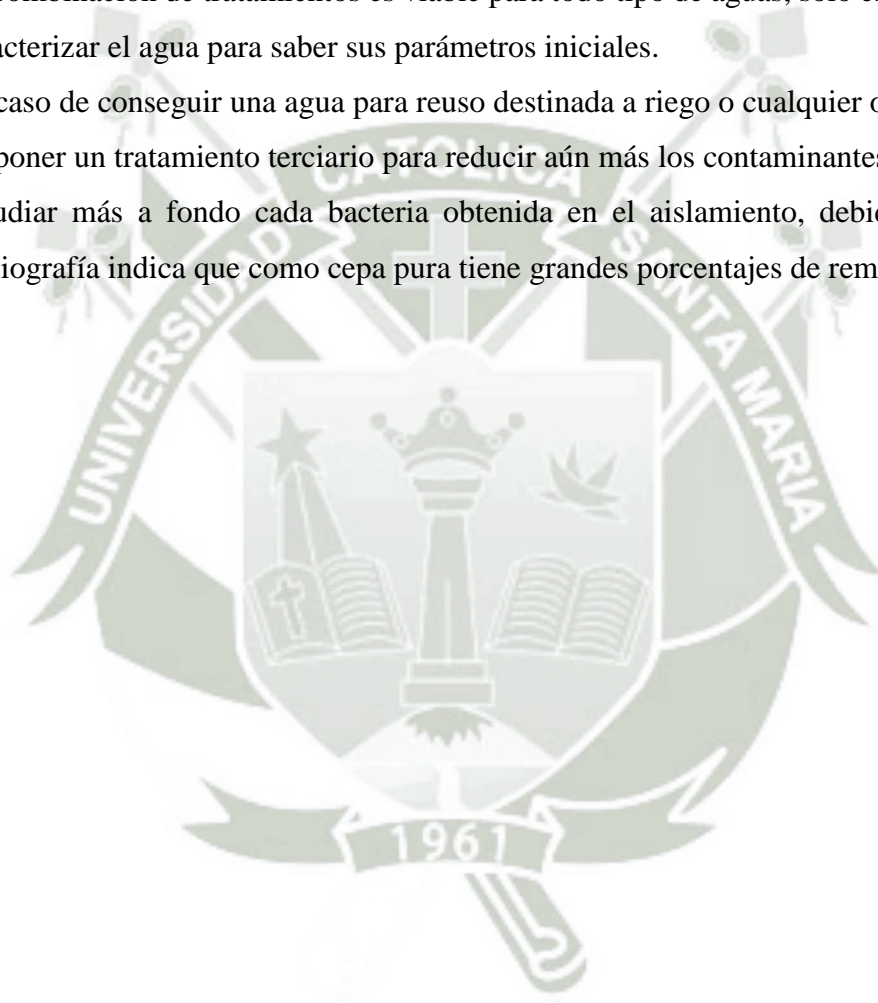 combinación de tratamientos es viable para todo tipo de aguas, solo
acterizar el agua para saber sus parámetros iniciales.
caso de conseguir una agua para reuso destinada a riego o cualquier
poner un tratamiento terciario para reducir aún más los contaminantes
udiar más a fondo cada bacteria obtenida en el aislamiento,
iografía indica que como cepa pura tiene grandes porcentajes de
UNIVERSIDAD CATOLICA SANTA MARIA
1961